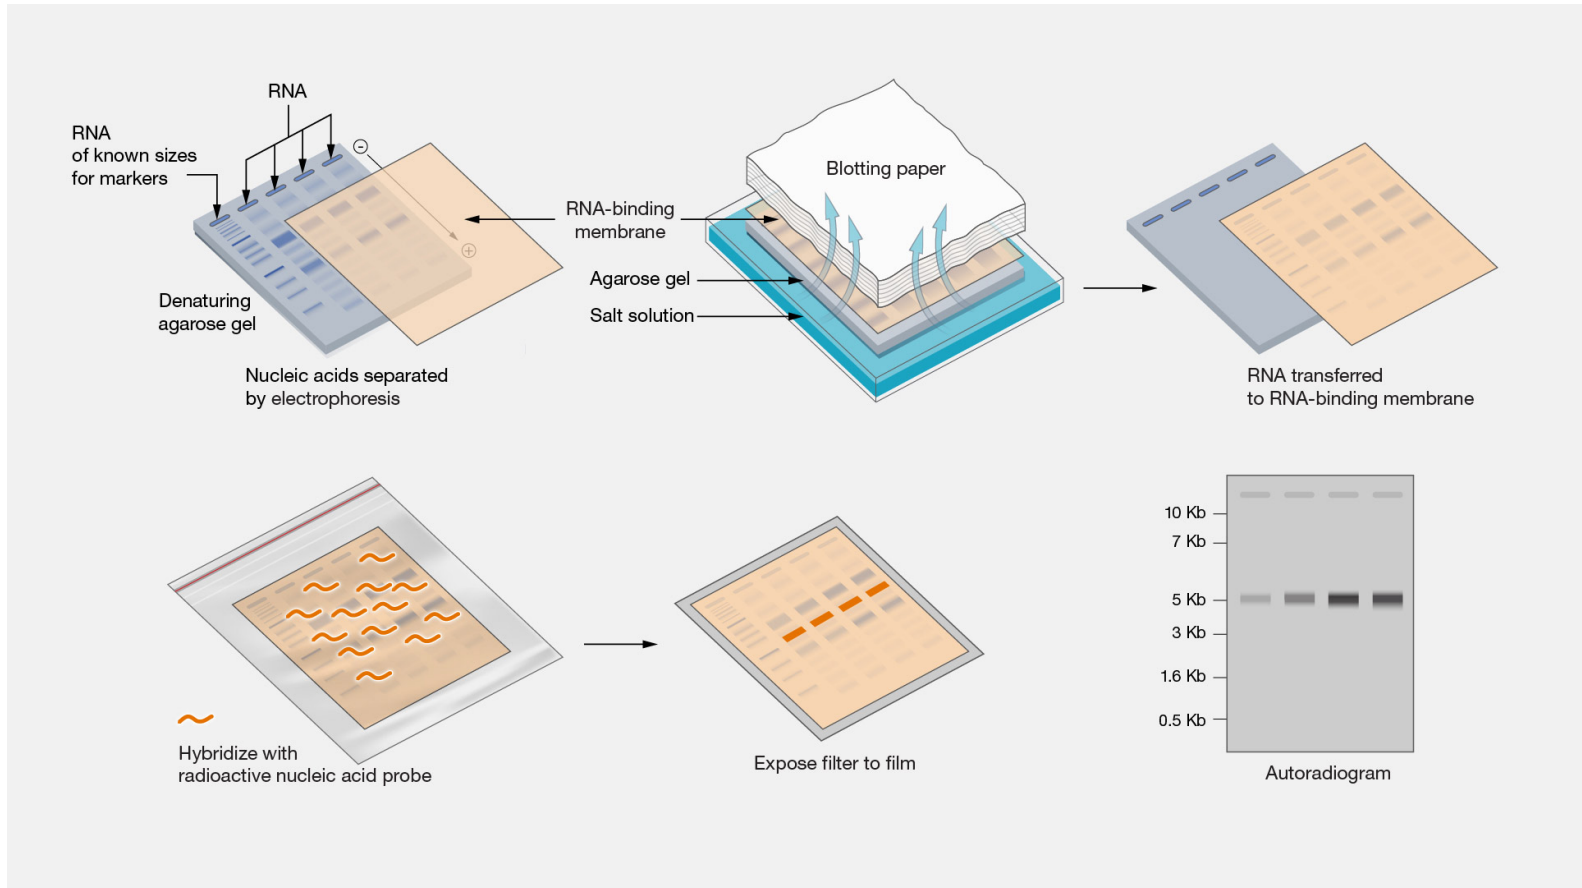 RNA
RNA
of known sizes
for markers
−
+
Denaturing
agarose gel
Nucleic acids separated
by electrophoresis
RNA-binding
membrane
Agarose gel
Salt solution
Blotting paper
RNA transferred
to RNA-binding membrane
Hybridize with
radioactive nucleic acid probe
Expose filter to film
10 Kb
7 Kb
5 Kb
3 Kb
1.6 Kb
0.5 Kb
Autoradiogram